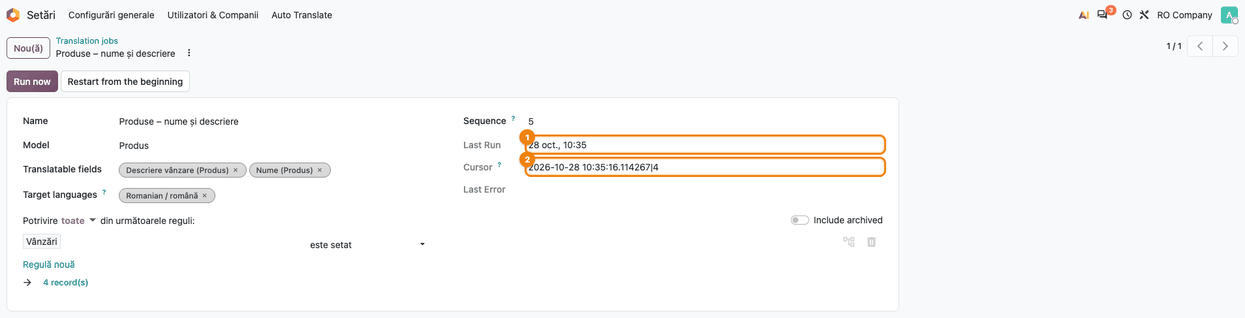 Setări Configurări generale Utilizatori & Companii Auto Translate AI 3 RO Company A
Nou(ă) Translation jobs
Produse – nume și descriere 1 / 1
Run now Restart from the beginning
Name Produse – nume și descriere Sequence ? 5
1
Model Produs Last Run 28 oct., 10:35
2
Translatable fields Descriere vânzare (Produs) × Nume (Produs) × Cursor ? 2026-10-28 10:35:16.114267|4
Target languages ? Romanian / română × Last Error
Potrivire toate din următoarele reguli: Include archived
Vânzări este setat
Regulă nouă
4 record(s)